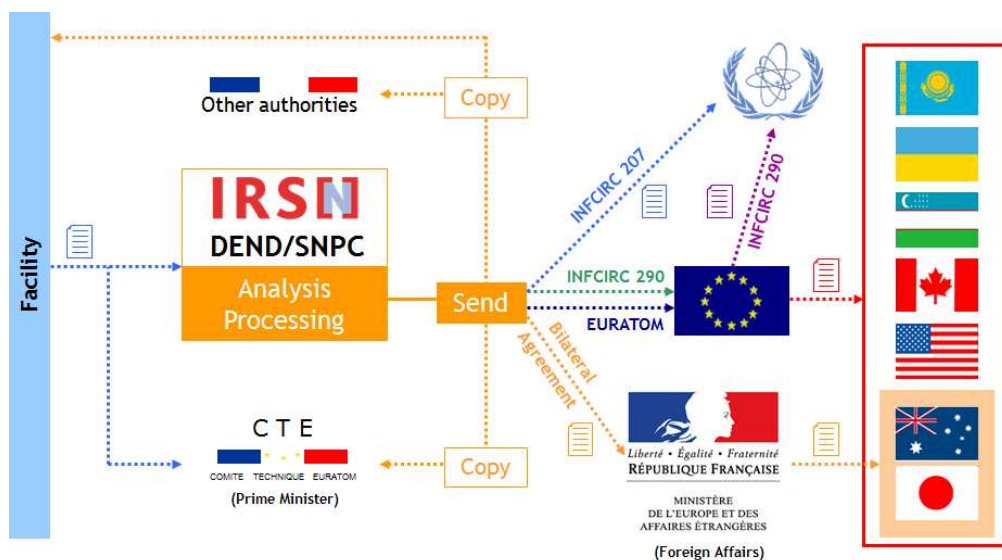 Facility
Other authorities
Copy
IRSN
DEND/SNPC
Analysis
Processing
Send
INFCIRC 207
INFCIRC 290
INFCIRC 290
EURATOM
Bilateral
Agreement
C T E
COMITE TECHNIQUE EURATOM
(Prime Minister)
Copy
Liberté • Égalité • Fraternité
RÉPUBLIQUE FRANÇAISE
MINISTÈRE
DE L'EUROPE ET DES
AFFAIRES ÉTRANGÈRES
(Foreign Affairs)